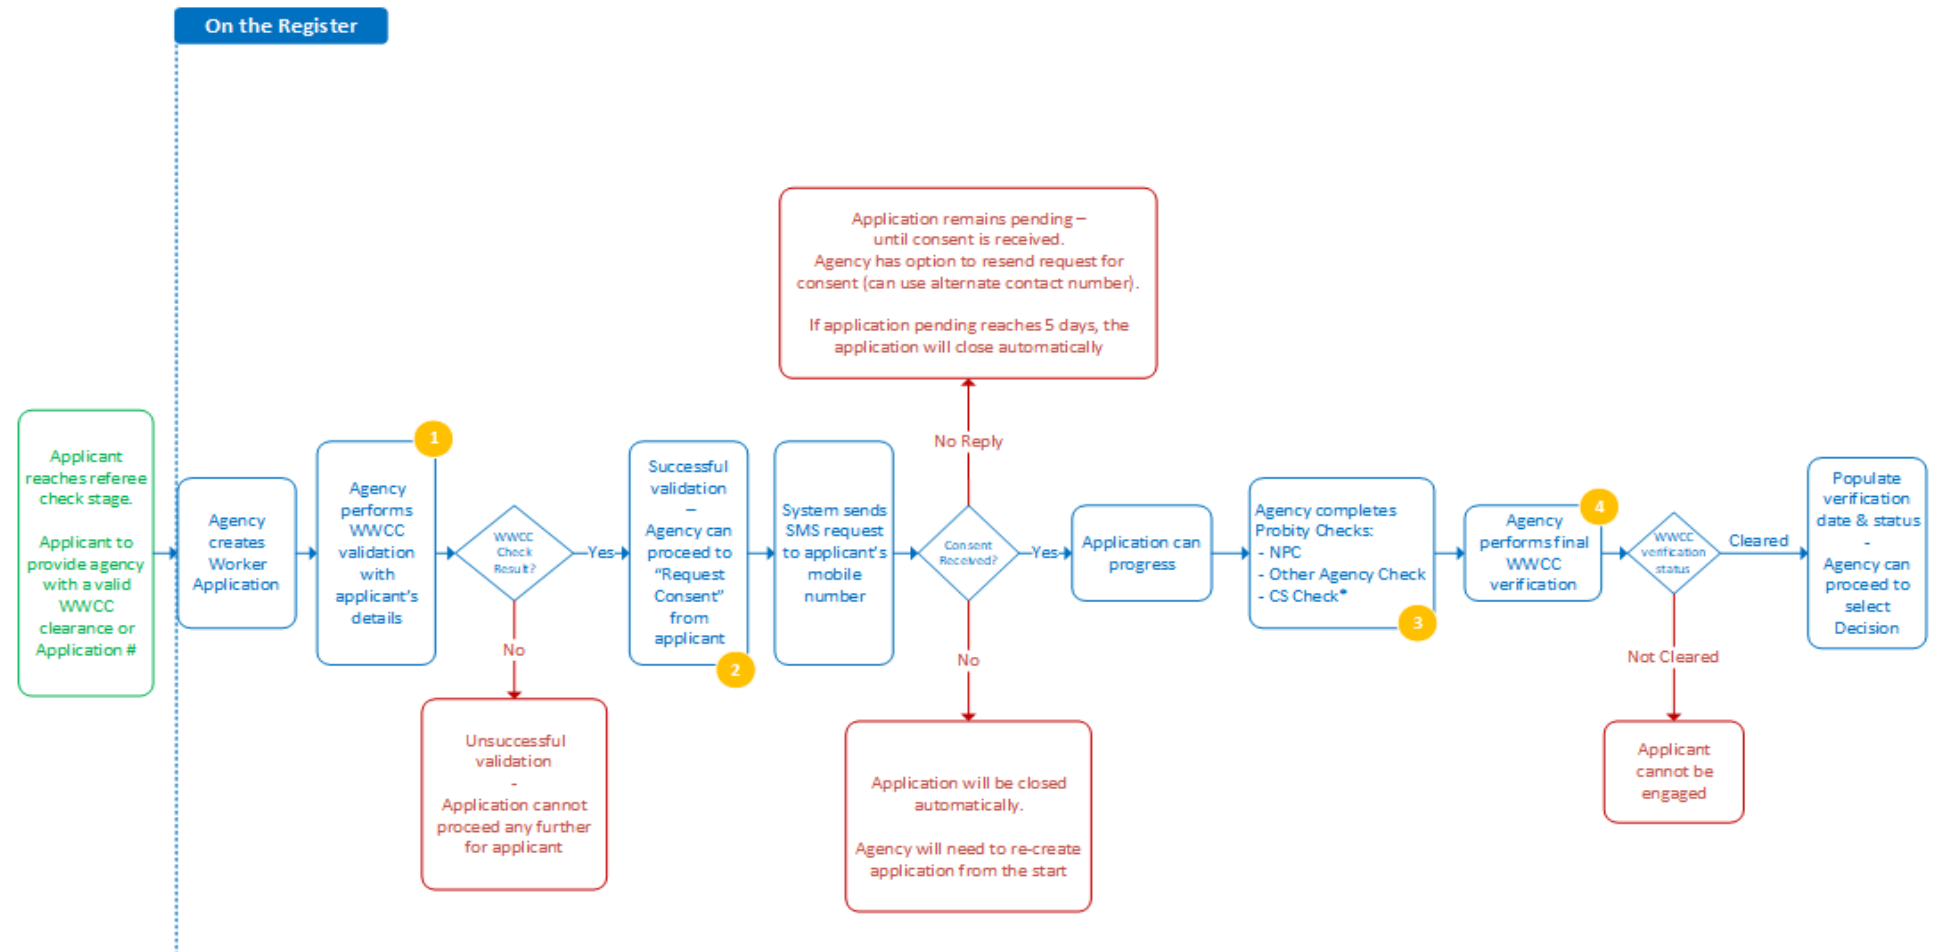 On the Register
Applicant
reaches referee
check stage.
Applicant to
provide agency
with a valid
WWCC
clearance or
Application #
Agency
creates
Worker
Application
1
Agency
performs
WWCC
validation
with
applicant's
details
WWCC
Check
Result?
Yes
No
Unsuccessful
validation
-
Application cannot
proceed any further
for applicant
Successful
validation
–
Agency can
proceed to
“Request
Consent”
from
applicant
2
System sends
SMS request
to applicant's
mobile
number
Consent
Received?
No Reply
Application remains pending –
until consent is received.
Agency has option to resend request for
consent (can use alternate contact number).
If application pending reaches 5 days, the
application will close automatically
No
Application will be closed
automatically.
Agency will need to re-create
application from the start
Yes
Application can
progress
Agency completes
Probity Checks:
- NPC
- Other Agency Check
- CS Check*
3
4
Agency
performs final
WWCC
verification
WWCC
verification
status
Not Cleared
Applicant
cannot be
engaged
Cleared
Populate
verification
date & status
-
Agency can
proceed to
select
Decision